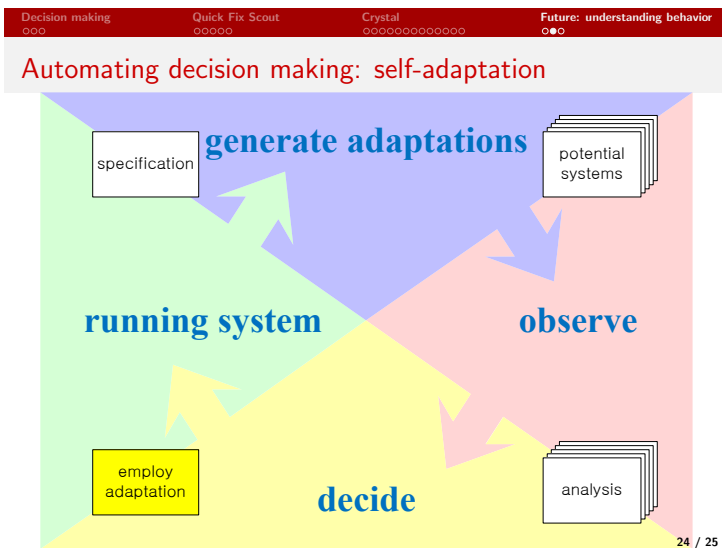 Decision making
Quick Fix Scout
Crystal
Future: understanding behavior
Automating decision making: self-adaptation
generate adaptations
specification
potential
systems
running system
observe
employ
adaptation
decide
analysis
24 / 25